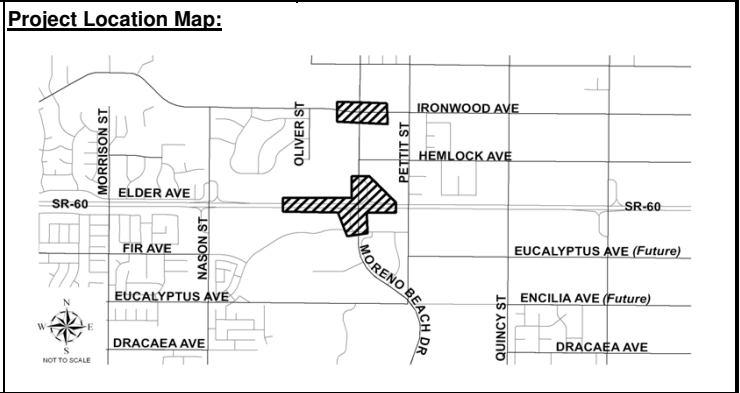 Project Location Map:
MORRISON ST
OLIVER ST
IRONWOOD AVE
PETTIT ST
HEMLOCK AVE
ELDER AVE
SR-60
SR-60
NASON ST
FIR AVE
MORENO BEACH DR
EUCALYPTUS AVE (Future)
EUCALYPTUS AVE
QUINCY ST
ENCILIA AVE (Future)
N
W E
S
NOT TO SCALE
DRACAEA AVE
DRACAEA AVE